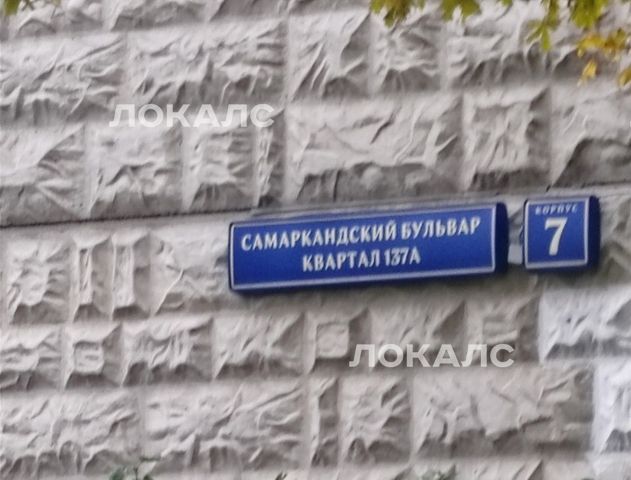 ЛОКАЛС
САМАРКАНДСКИЙ БУЛЬВАР
КВАРТАЛ 137А
КОРПУС
7
ЛОКАЛС